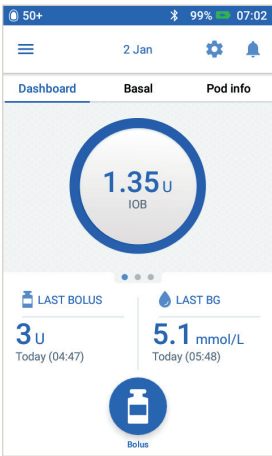 50+ 99% 07:02
2 Jan
Dashboard Basal Pod info
1.35 U
IOB
LAST BOLUS LAST BG
3 U 5.1 mmol/L
Today (04:47) Today (05:48)
Bolus